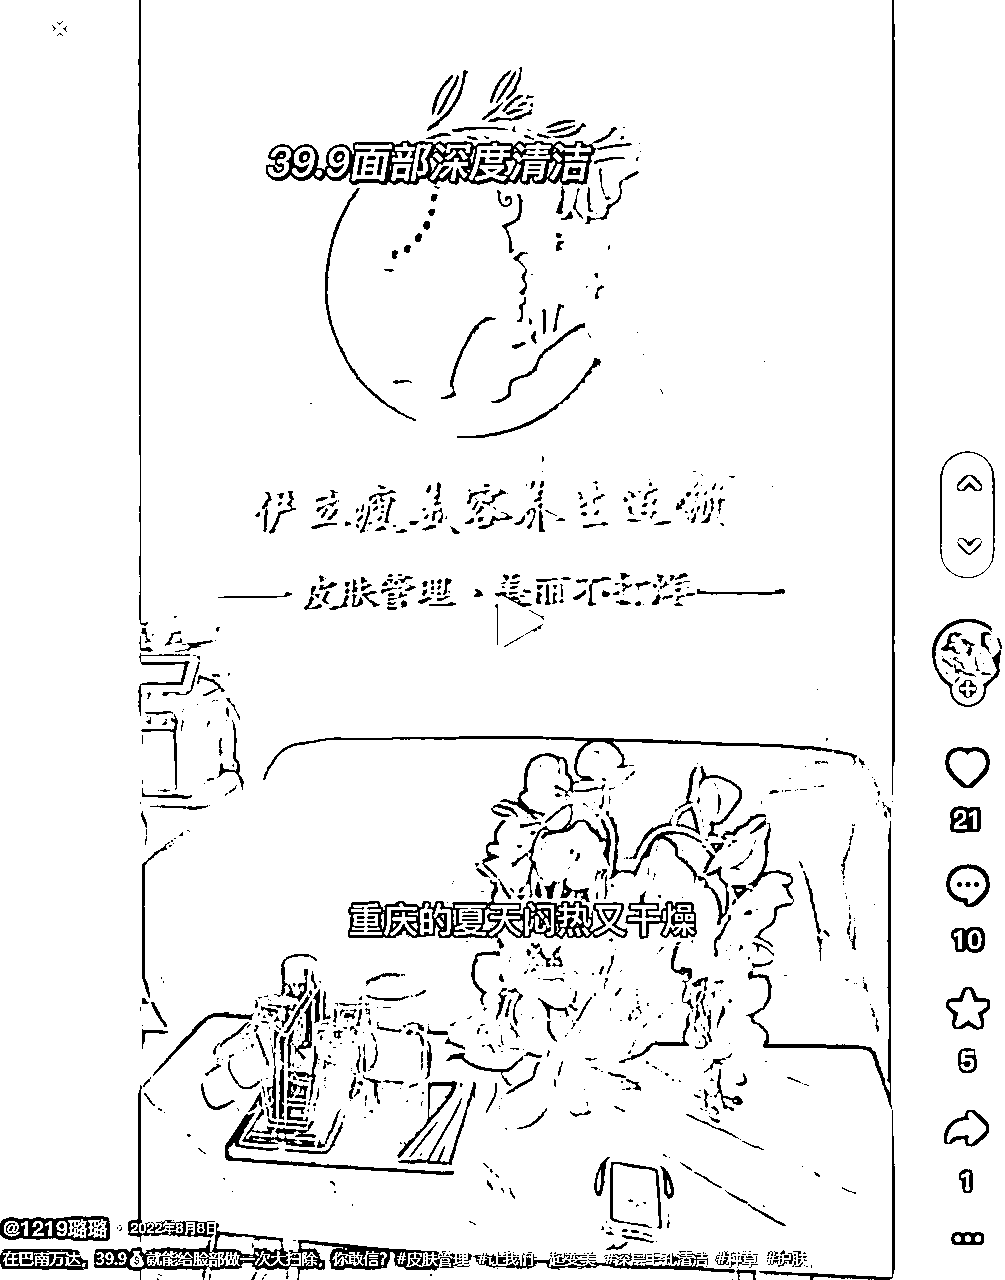 39.9面部深度清洁
伊立瘦美容养生连锁
皮肤管理·美丽不打烊
重庆的夏天闷热又干燥
21
10
5
1
@1219璐璐 · 2022年8月8日
在巴南万达，39.9就能给脸部做一次大扫除，你敢信？ #皮肤管理 #让我们一起变美 #深层毛孔清洁 #种草 #护肤